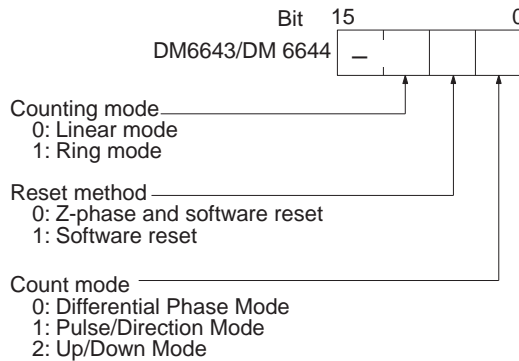 Bit 15 0
DM6643/DM 6644 –
Counting mode
0: Linear mode
1: Ring mode
Reset method
0: Z-phase and software reset
1: Software reset
Count mode
0: Differential Phase Mode
1: Pulse/Direction Mode
2: Up/Down Mode